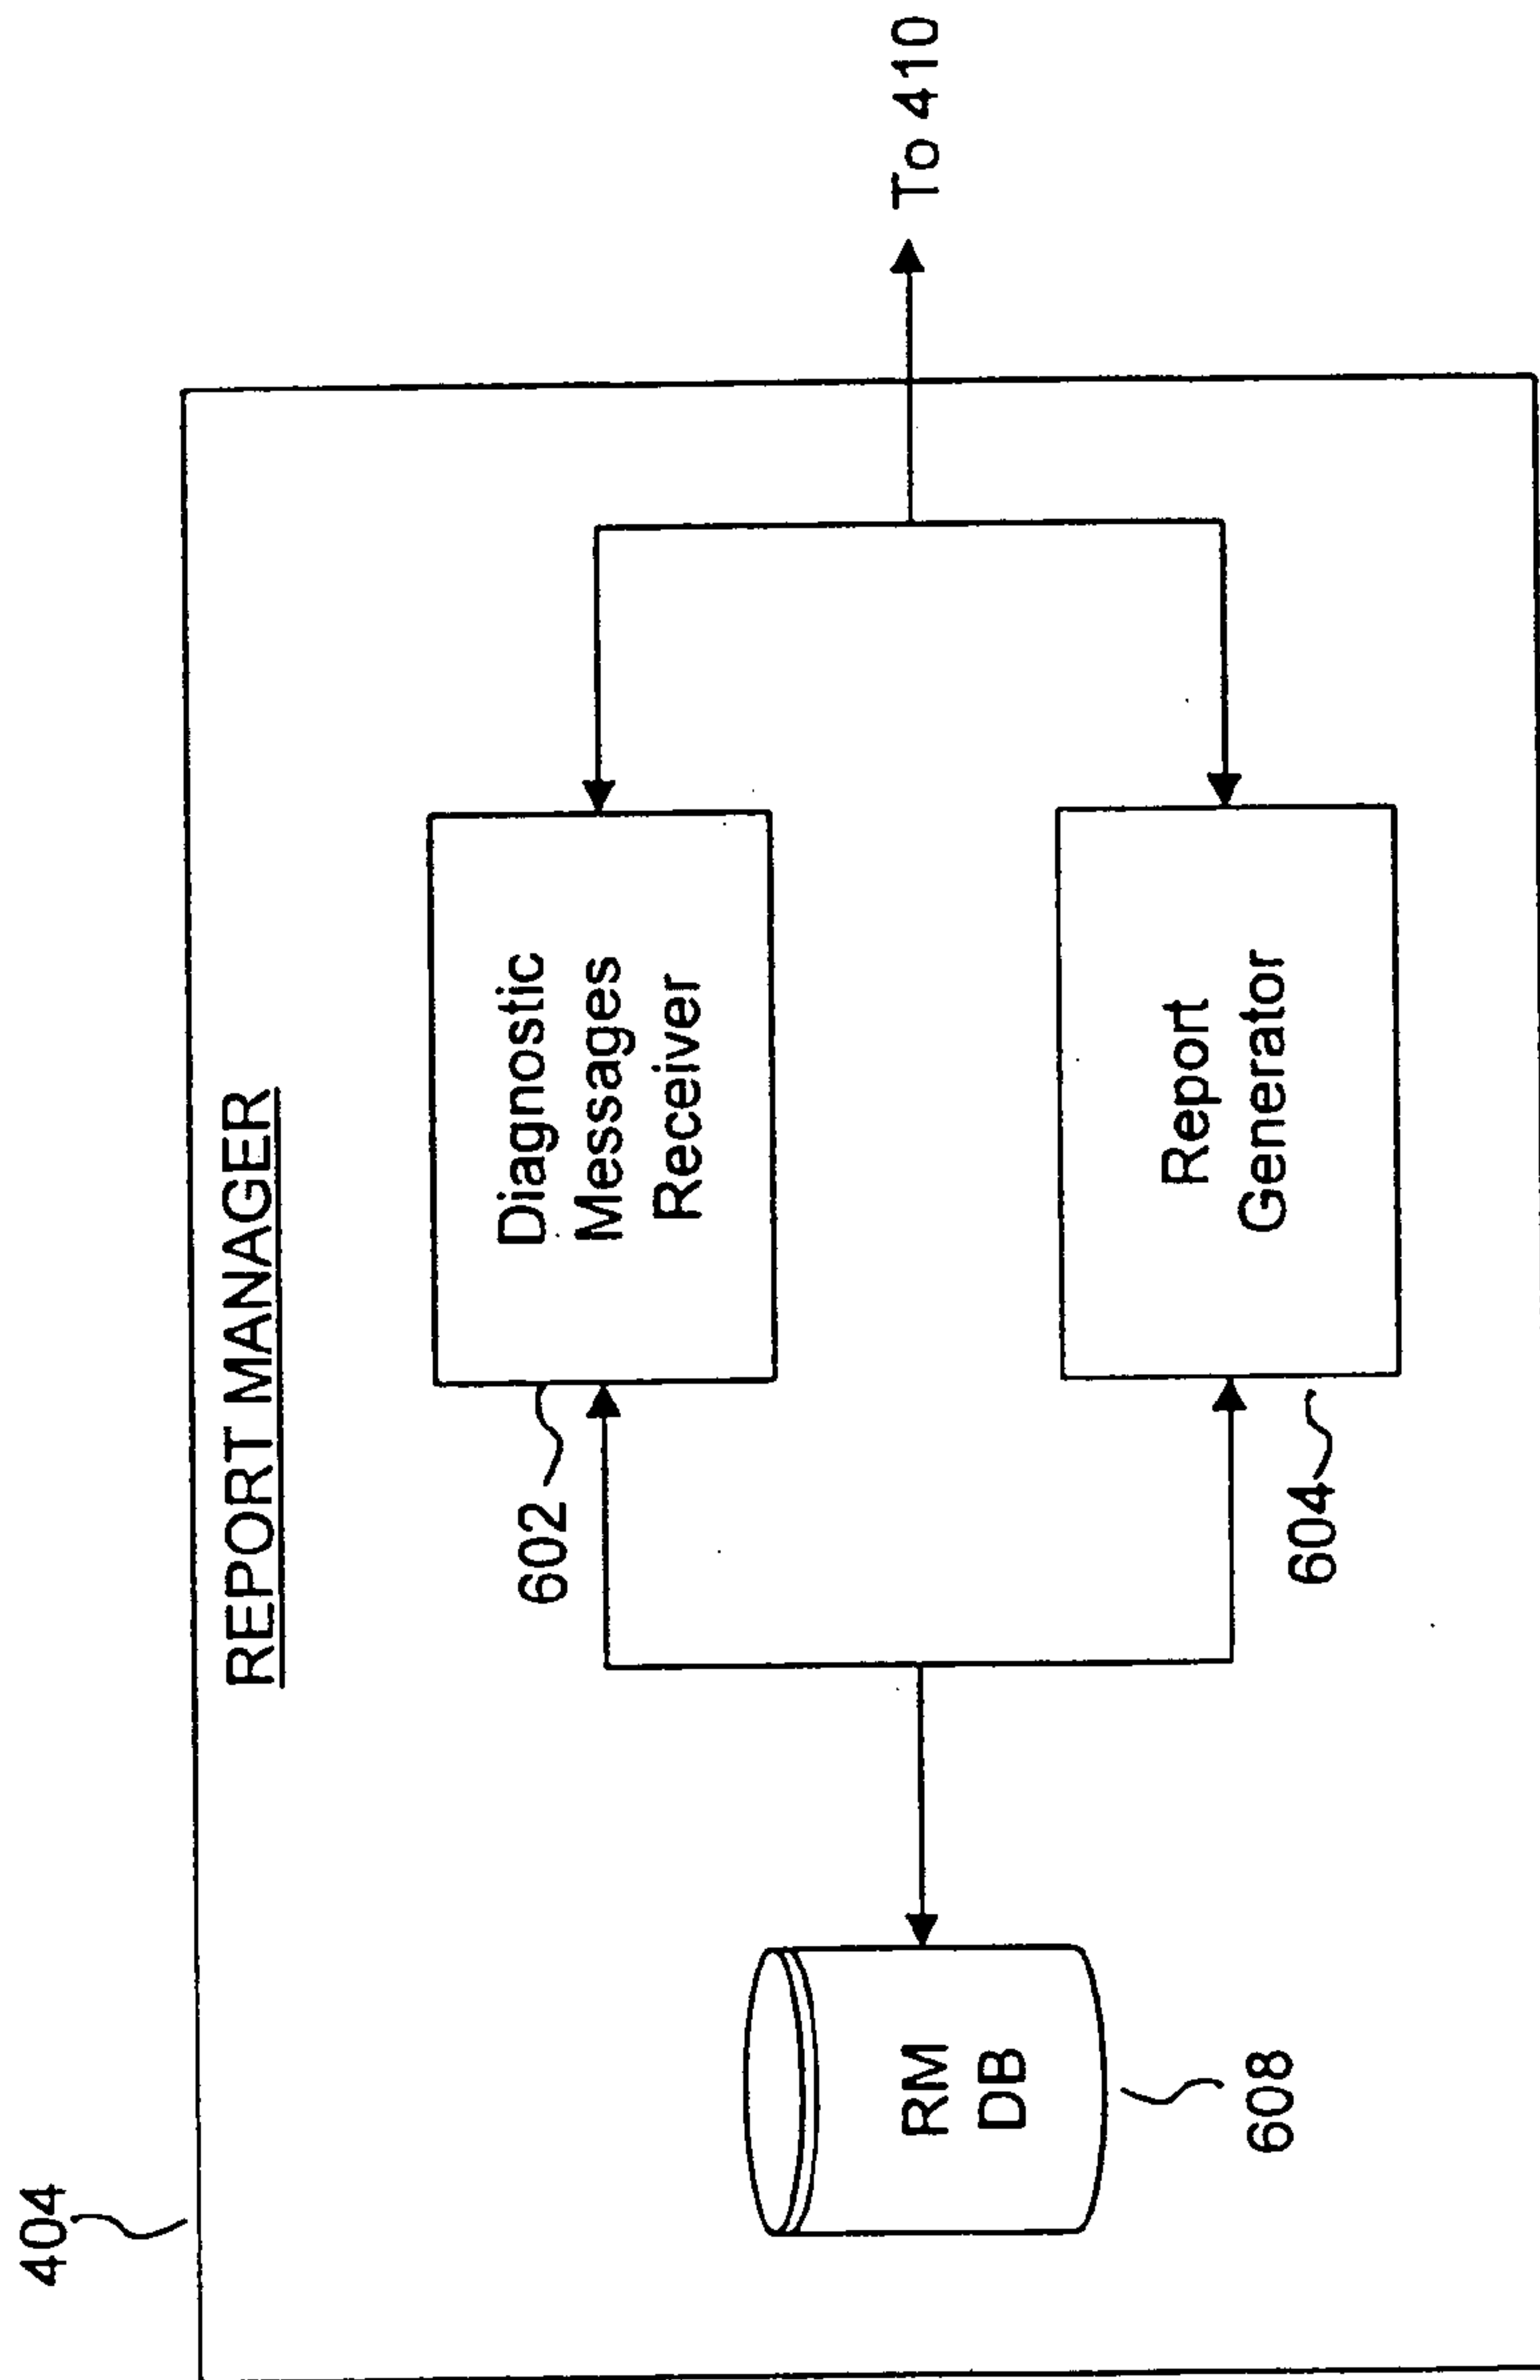 404
REPORT MANAGER
RM
DB
608
602
Diagnostic
Messages
Receiver
604
Report
Generator
To 410